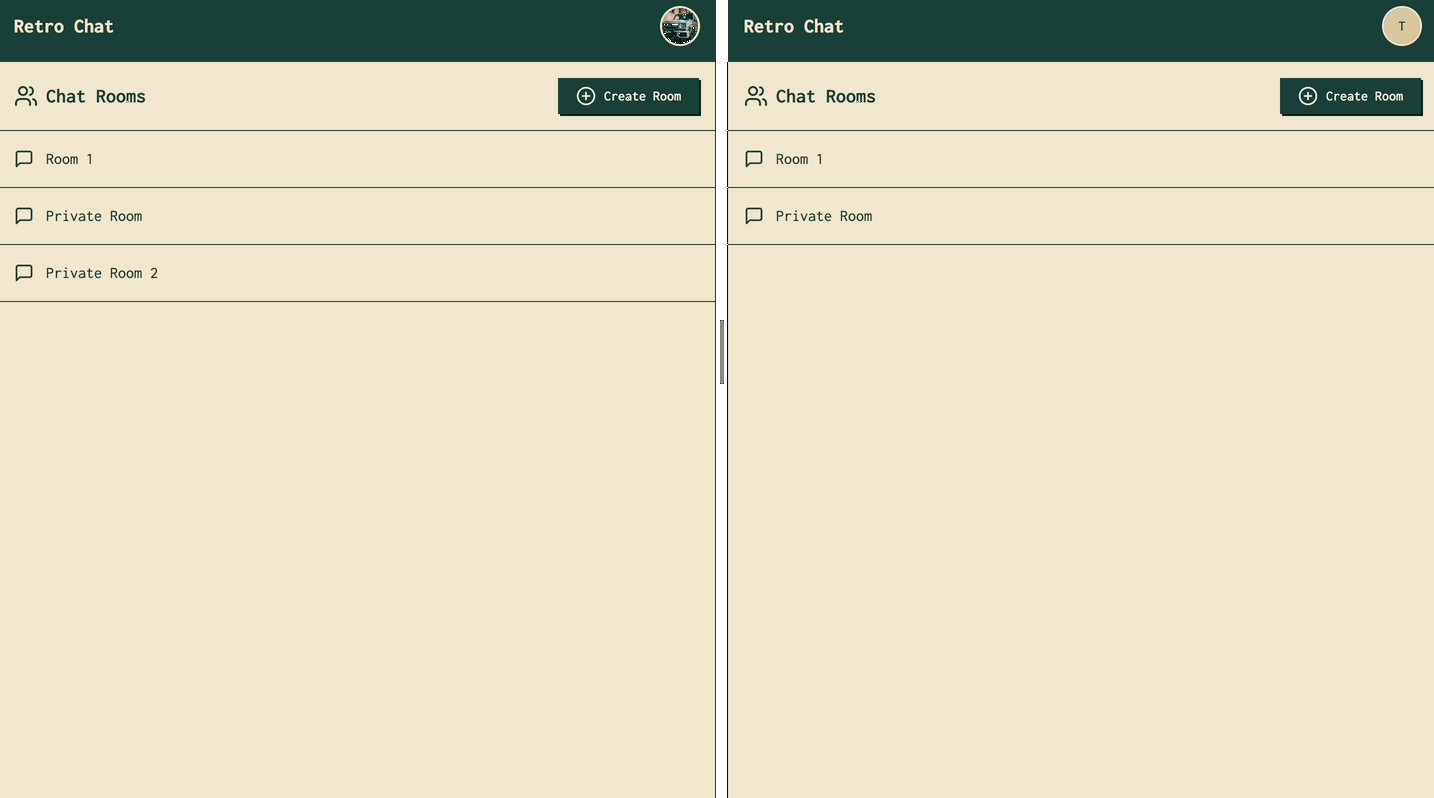 Retro Chat
Chat Rooms
Create Room
Room 1
Private Room
Private Room 2
Retro Chat
T
Chat Rooms
Create Room
Room 1
Private Room